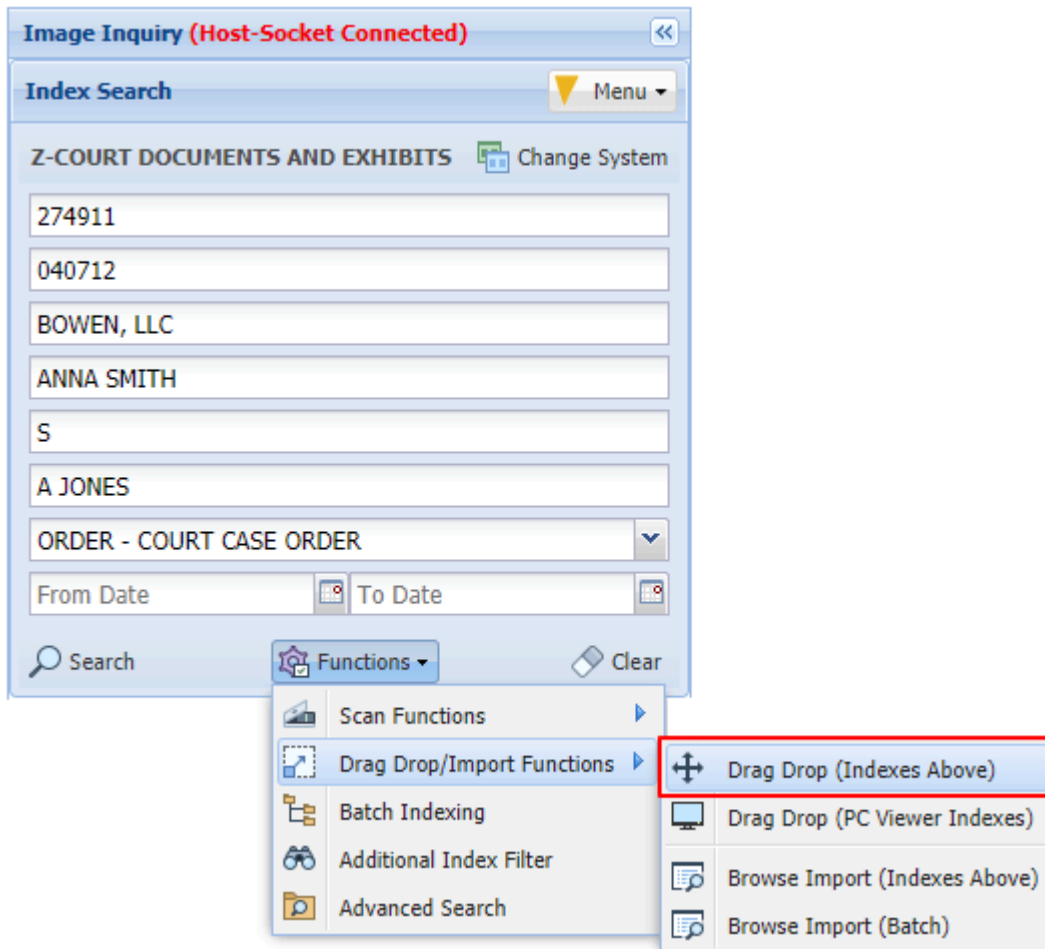 Image Inquiry (Host-Socket Connected)
Index Search
Menu
Z-COURT DOCUMENTS AND EXHIBITS
Change System
274911
040712
BOWEN, LLC
ANNA SMITH
S
A JONES
ORDER - COURT CASE ORDER
From Date
To Date
Search
Functions
Clear
Scan Functions
Drag Drop/Import Functions
Batch Indexing
Additional Index Filter
Advanced Search
Drag Drop (Indexes Above)
Drag Drop (PC Viewer Indexes)
Browse Import (Indexes Above)
Browse Import (Batch)